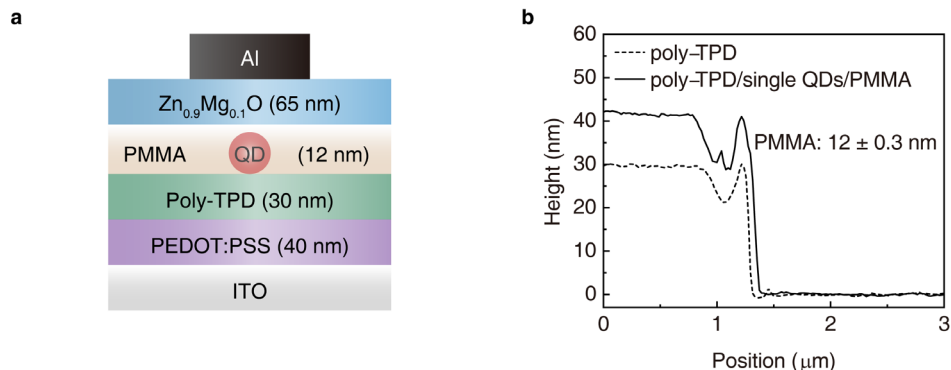 a
Al
Zn₀.₉Mg₀.₁O (65 nm)
PMMA QD (12 nm)
Poly-TPD (30 nm)
PEDOT:PSS (40 nm)
ITO
b
60
50
40
30
20
10
0
Height (nm)
poly-TPD
poly-TPD/single QDs/PMMA
PMMA: 12 ± 0.3 nm
0 1 2 3
Position (μm)